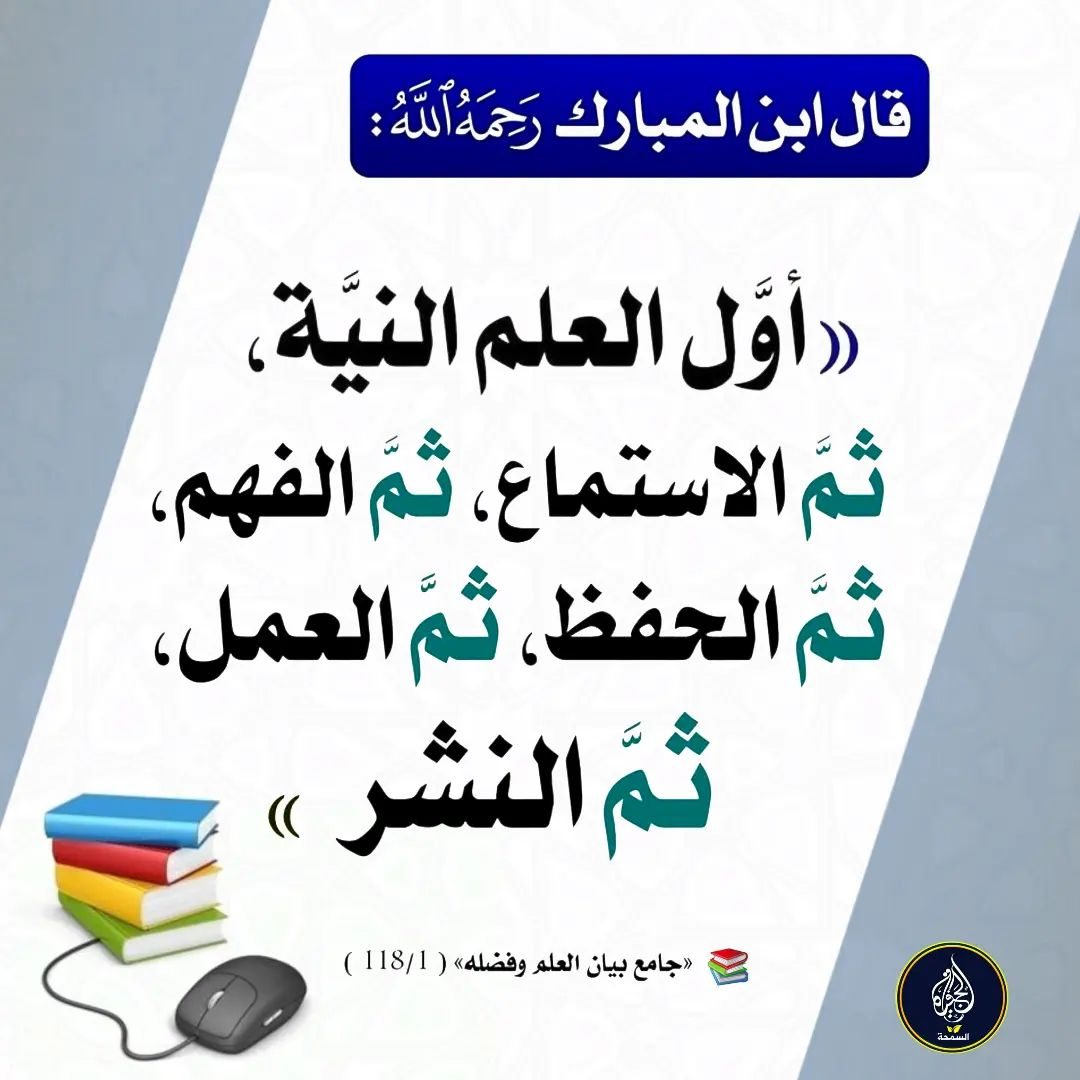 قال ابن المبارك رَحِمَهُ ٱللَّهُ :
(( أوَّل العلم النيَّة،
ثمَّ الاستماع، ثمَّ الفهم،
ثمَّ الحفظ، ثمَّ العمل،
ثمَّ النشر ))
«جامع بيان العلم وفضله» ( 118/1 )
السمحة